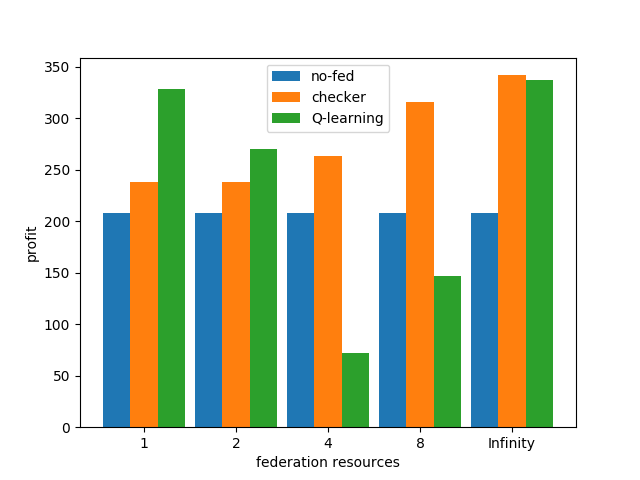 350
300
250
200
150
100
50
0
profit
no-fed
checker
Q-learning
1 2 4 8 Infinity
federation resources